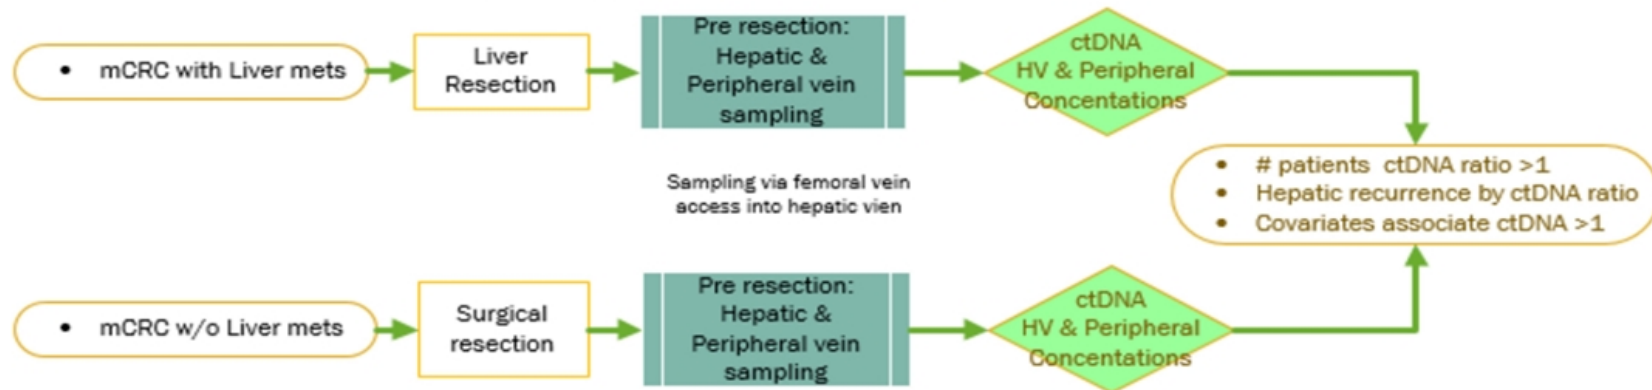 • mCRC with Liver mets
Liver
Resection
Pre resection:
Hepatic &
Peripheral vein
sampling
ctDNA
HV & Peripheral
Concentations
Sampling via femoral vein
access into hepatic vien
• # patients ctDNA ratio >1
• Hepatic recurrence by ctDNA ratio
• Covariates associate ctDNA >1
• mCRC w/o Liver mets
Surgical
resection
Pre resection:
Hepatic &
Peripheral vein
sampling
ctDNA
HV & Peripheral
Concentations